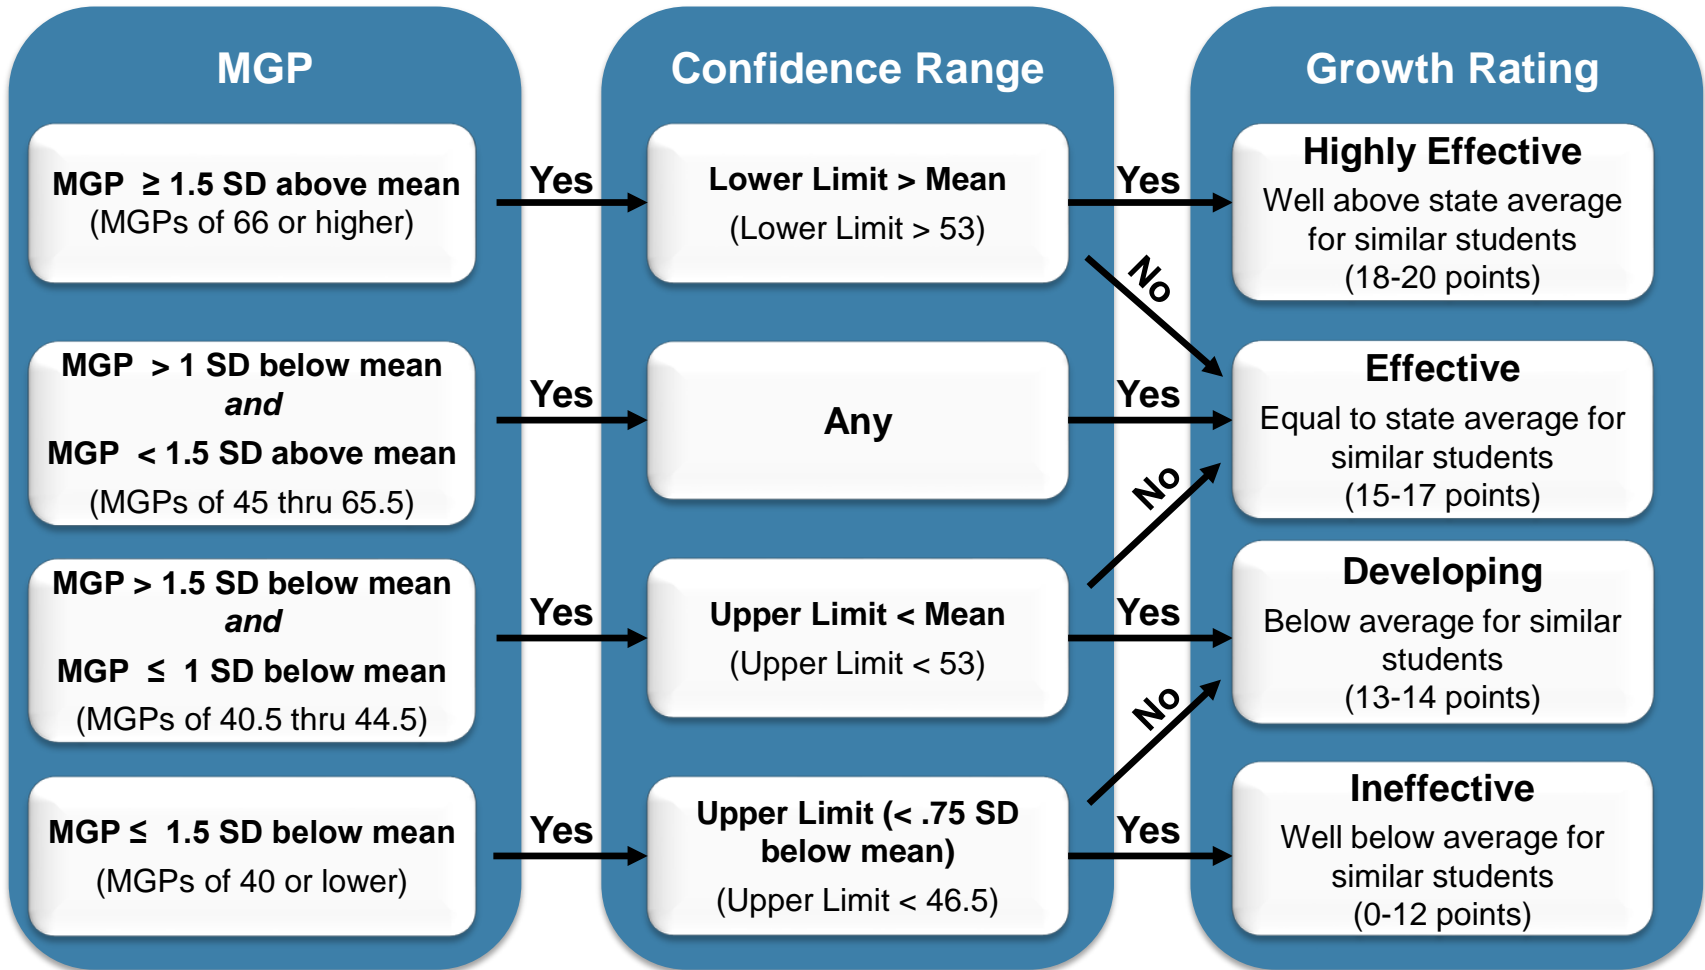 MGP
MGP ≥ 1.5 SD above mean
(MGPs of 66 or higher)
MGP > 1 SD below mean
and
MGP < 1.5 SD above mean
(MGPs of 45 thru 65.5)
MGP > 1.5 SD below mean
and
MGP ≤ 1 SD below mean
(MGPs of 40.5 thru 44.5)
MGP ≤ 1.5 SD below mean
(MGPs of 40 or lower)
Yes
Yes
Yes
Yes
Confidence Range
Lower Limit > Mean
(Lower Limit > 53)
Any
Upper Limit < Mean
(Upper Limit < 53)
Upper Limit (< .75 SD
below mean)
(Upper Limit < 46.5)
Yes
No
Yes
No
Yes
No
Yes
Growth Rating
Highly Effective
Well above state average
for similar students
(18-20 points)
Effective
Equal to state average for
similar students
(15-17 points)
Developing
Below average for similar
students
(13-14 points)
Ineffective
Well below average for
similar students
(0-12 points)